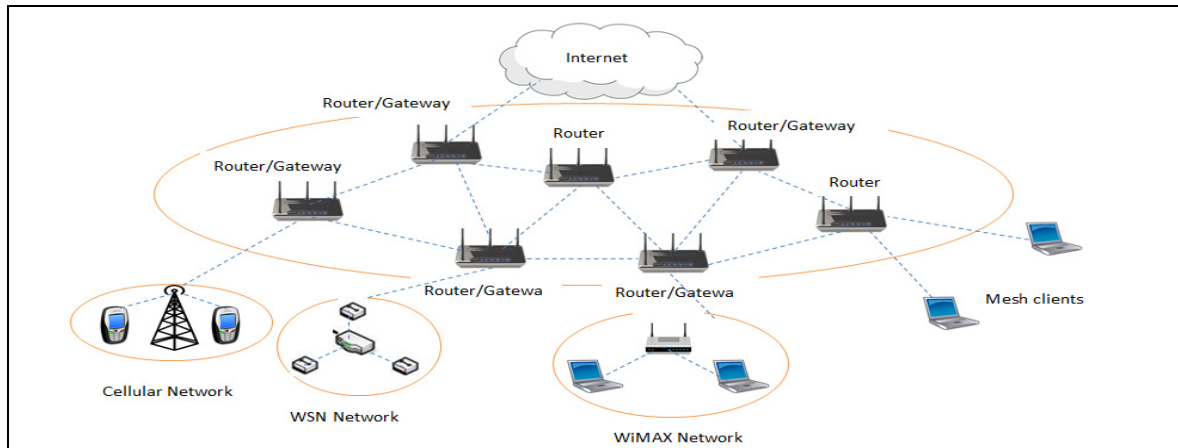 Internet
Router/Gateway
Router
Router/Gateway
Router/Gateway
Router
Router/Gatewa
Router/Gatewa
Mesh clients
Cellular Network
WSN Network
WiMAX Network